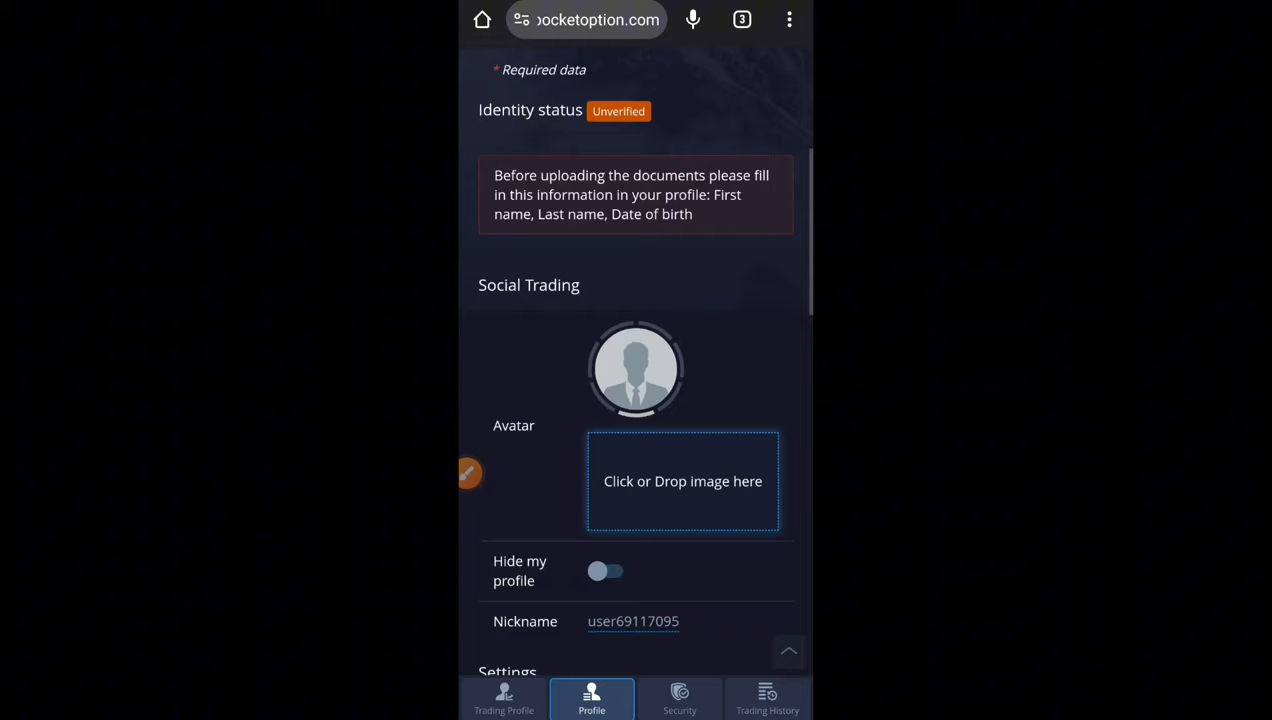 pocketoption.com
3
* Required data
Identity status Unverified
Before uploading the documents please fill
in this information in your profile: First
name, Last name, Date of birth
Social Trading
Avatar
Click or Drop image here
Hide my
profile
Nickname user69117095
Settings
Trading Profile Profile Security Trading History